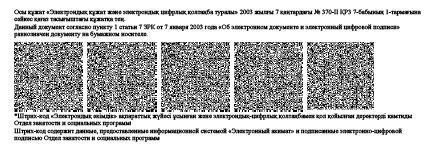 Осы құжат «Электрондық құжат және электрондық цифрлық қолтаңба туралы» 2003 жылғы 7 қаңтардағы № 370-II ҚРЗ 7-бабының 1-тармағына
сәйкес қағаз тасығыштағы құжатқа тең.
Данный документ согласно пункту 1 статьи 7 ЗРК от 7 января 2003 года «Об электронном документе и электронной цифровой подписи»
равнозначен документу на бумажном носителе.
*Штрих-код «Электрондық әкімдік» ақпараттық жүйесі ұсынған және электрондық-цифрлық қолтаңбамен қол қойылған деректерді қамтиды
Отдел занятости и социальных программ
Штрих-код содержит данные, предоставленные информационной системой «Электронный акимат» и подписанные электронно-цифровой
подписью Отдел занятости и социальных программ